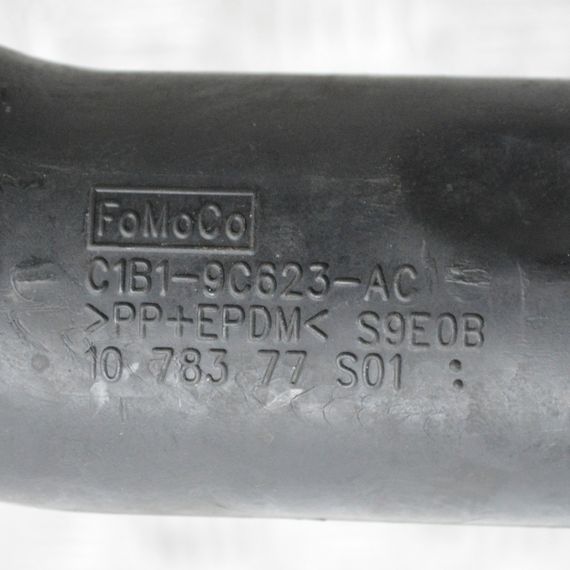 FoMoCo
C1B1-9C623-AC
>PP+EPDM< S9E0B
10 783 77 S01 :